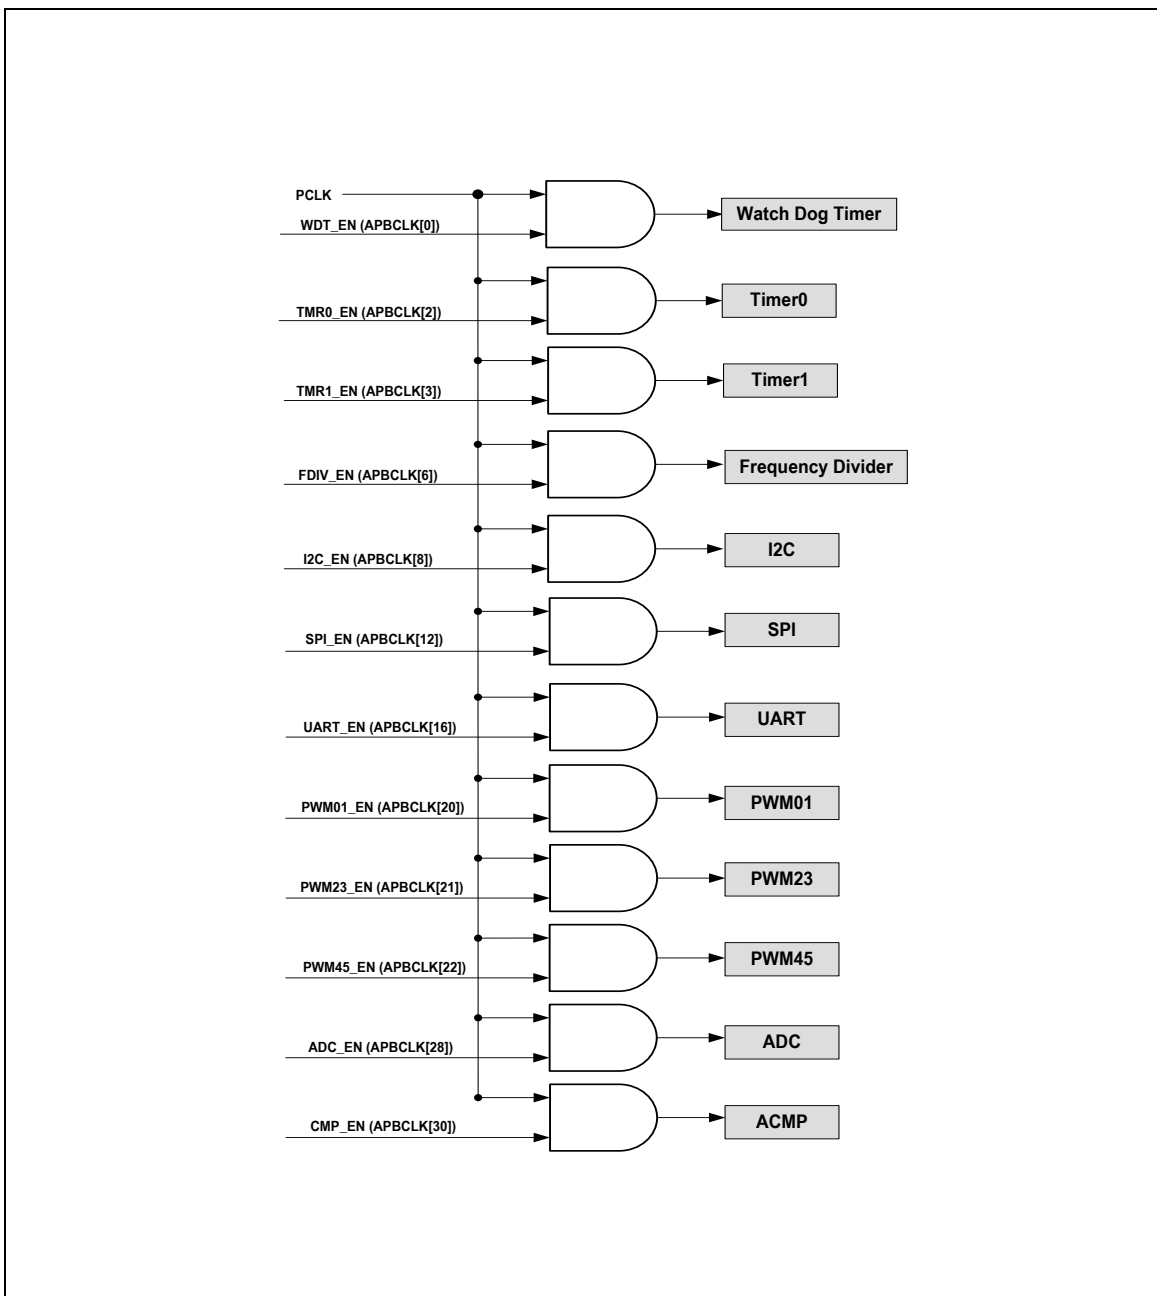 PCLK
WDT_EN (APBCLK[0])
Watch Dog Timer
TMR0_EN (APBCLK[2])
Timer0
TMR1_EN (APBCLK[3])
Timer1
FDIV_EN (APBCLK[6])
Frequency Divider
I2C_EN (APBCLK[8])
I2C
SPI_EN (APBCLK[12])
SPI
UART_EN (APBCLK[16])
UART
PWM01_EN (APBCLK[20])
PWM01
PWM23_EN (APBCLK[21])
PWM23
PWM45_EN (APBCLK[22])
PWM45
ADC_EN (APBCLK[28])
ADC
CMP_EN (APBCLK[30])
ACMP